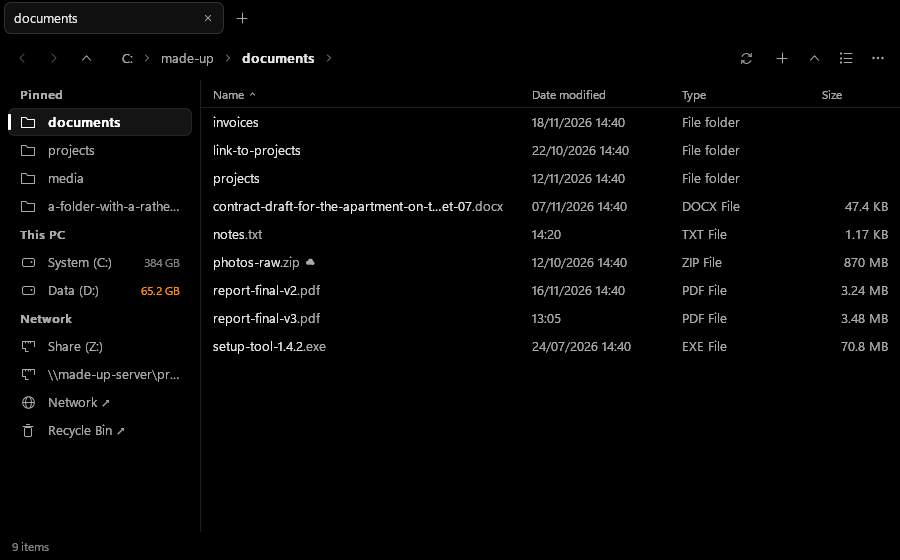 documents
C: made-up documents
Pinned
documents
projects
media
a-folder-with-a-rathe...
This PC
System (C:) 384 GB
Data (D:) 65.2 GB
Network
Share (Z:)
\\made-up-server\pr...
Network
Recycle Bin
Name Date modified Type Size
invoices 18/11/2026 14:40 File folder
link-to-projects 22/10/2026 14:40 File folder
projects 12/11/2026 14:40 File folder
contract-draft-for-the-apartment-on-t...et-07.docx 07/11/2026 14:40 DOCX File 47.4 KB
notes.txt 14:20 TXT File 1.17 KB
photos-raw.zip 12/10/2026 14:40 ZIP File 870 MB
report-final-v2.pdf 16/11/2026 14:40 PDF File 3.24 MB
report-final-v3.pdf 13:05 PDF File 3.48 MB
setup-tool-1.4.2.exe 24/07/2026 14:40 EXE File 70.8 MB
9 items